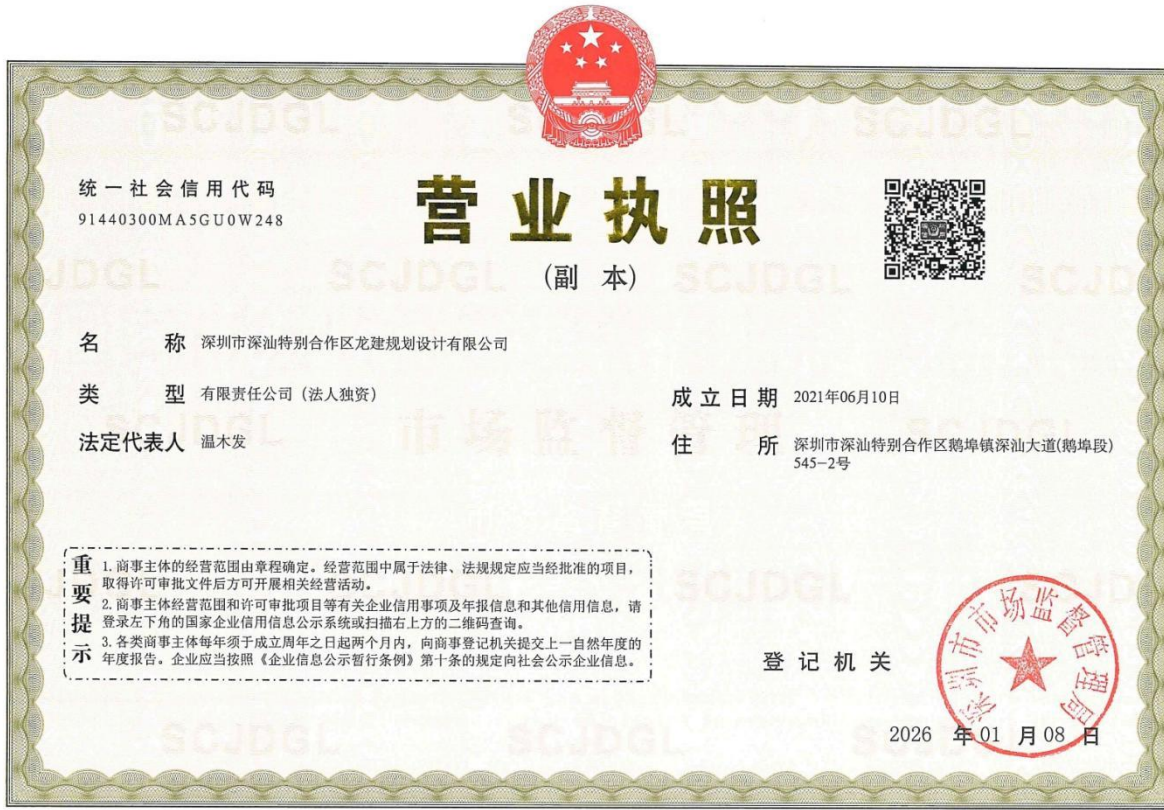 统一社会信用代码
91440300MA5GU0W248
营业执照
(副 本)
名 称 深圳市深汕特别合作区龙建规划设计有限公司
类 型 有限责任公司(法人独资)
法定代表人 温木发
成立日期 2021年06月10日
住 所 深圳市深汕特别合作区鹅埠镇深汕大道(鹅埠段)
545-2号
重要提示
1. 商事主体的经营范围由章程确定。经营范围中属于法律、法规规定应当经批准的项目,
取得许可审批文件后方可开展相关经营活动。
2. 商事主体经营范围和许可审批项目等有关企业信用事项及年报信息和其他信用信息,请
登录左下角的国家企业信用信息公示系统或扫描右上方的二维码查询。
3. 各类商事主体每年须于成立周年之日起两个月内,向商事登记机关提交上一自然年度的
年度报告。企业应当按照《企业信息公示暂行条例》第十条的规定向社会公示企业信息。
登记机关
深圳市市场监督管理局
2026 年 01 月 08 日
SCJDGL
市场监督管理